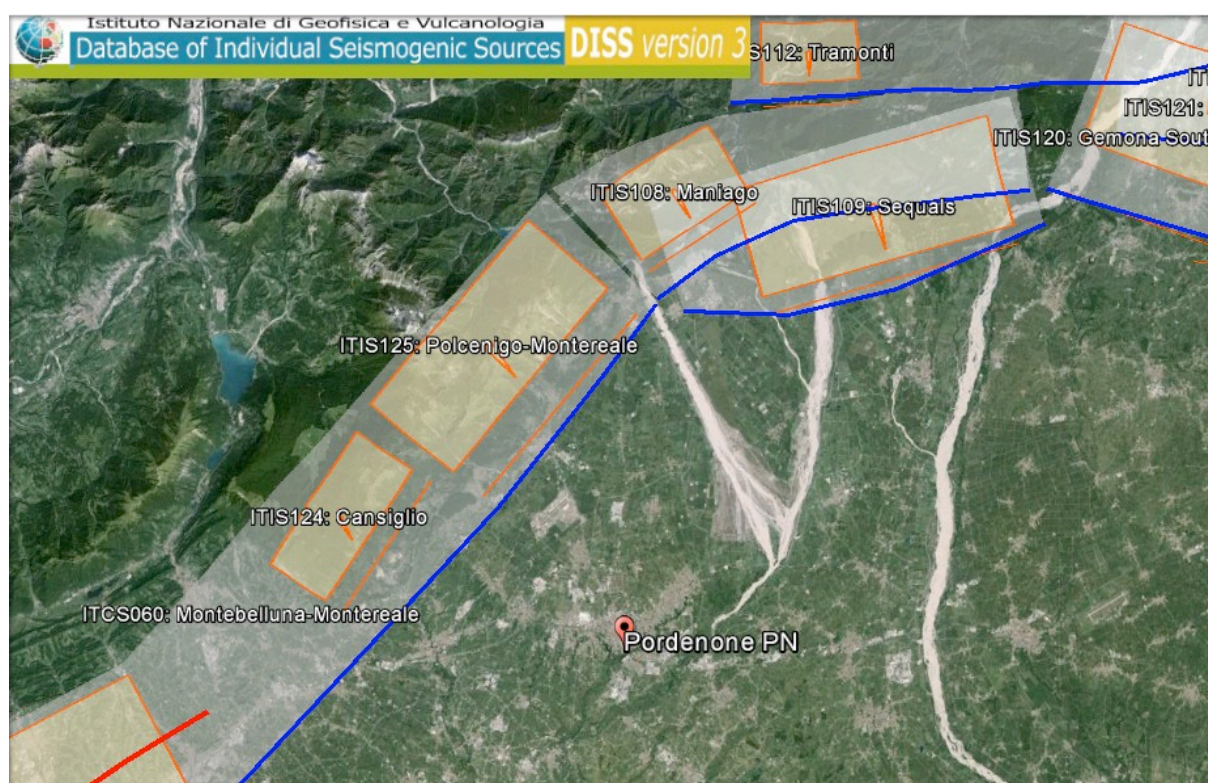 Istituto Nazionale di Geofisica e Vulcanologia
Database of Individual Seismogenic Sources DISS version 3
S112: Tramonti
ITIS121:
ITIS120: Gemona Sout
ITIS108: Maniago
ITIS109: Sequals
ITIS125: Polcenigo-Montereale
ITIS124: Cansiglio
ITCS060: Montebelluna-Montereale
Pordenone PN